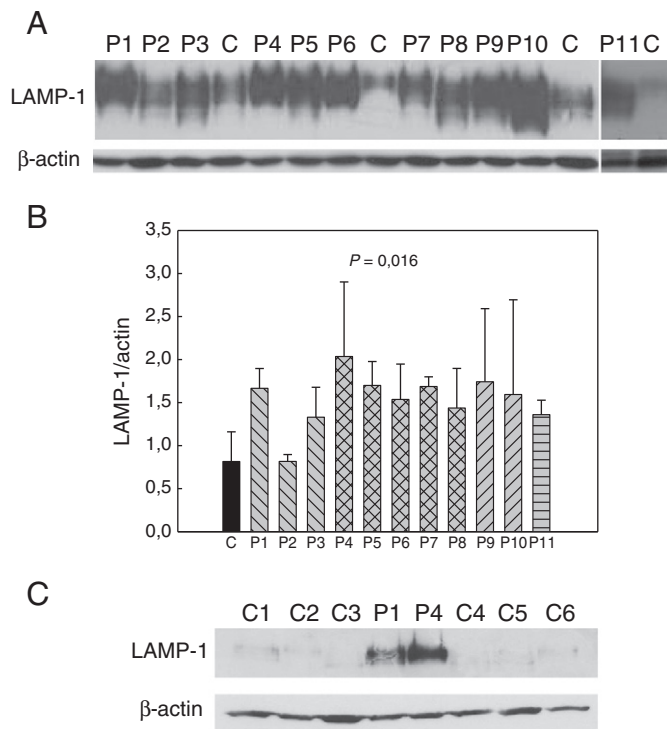 A
P1 P2 P3 C P4 P5 P6 C P7 P8 P9 P10 C P11 C
LAMP-1
β-actin
B
3,5
3,0
2,5
2,0
1,5
1,0
0,5
0,0
LAMP-1/actin
P = 0,016
C P1 P2 P3 P4 P5 P6 P7 P8 P9 P10 P11
C
C1 C2 C3 P1 P4 C4 C5 C6
LAMP-1
β-actin